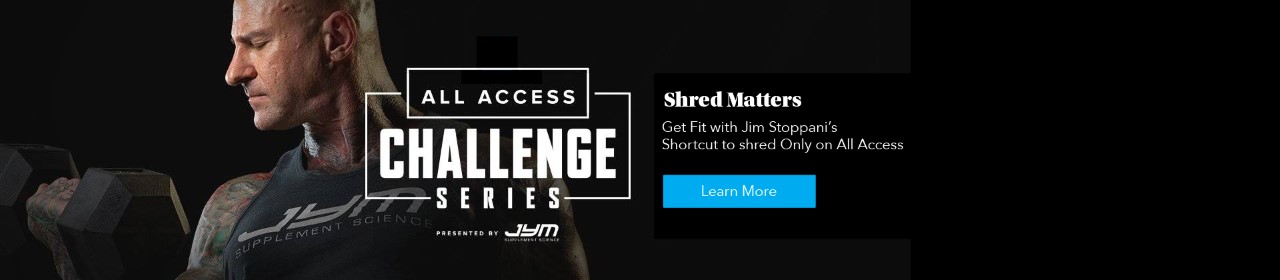 ALL ACCESS
CHALLENGE
SERIES
PRESENTED BY JYM
SUPPLEMENT SCIENCE
JYM
SUPPLEMENT SCIENCE
Shred Matters
Get Fit with Jim Stoppani's
Shortcut to shred Only on All Access
Learn More